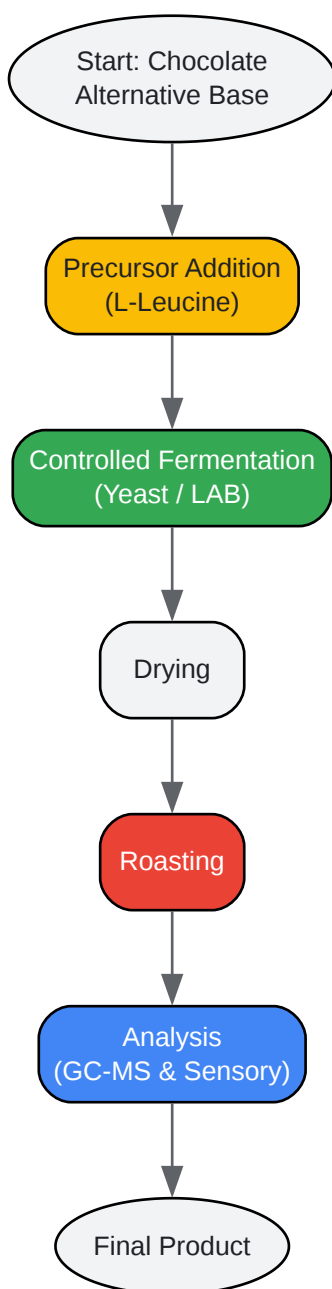 Start: Chocolate
Alternative Base
Precursor Addition
(L-Leucine)
Controlled Fermentation
(Yeast / LAB)
Drying
Roasting
Analysis
(GC-MS & Sensory)
Final Product